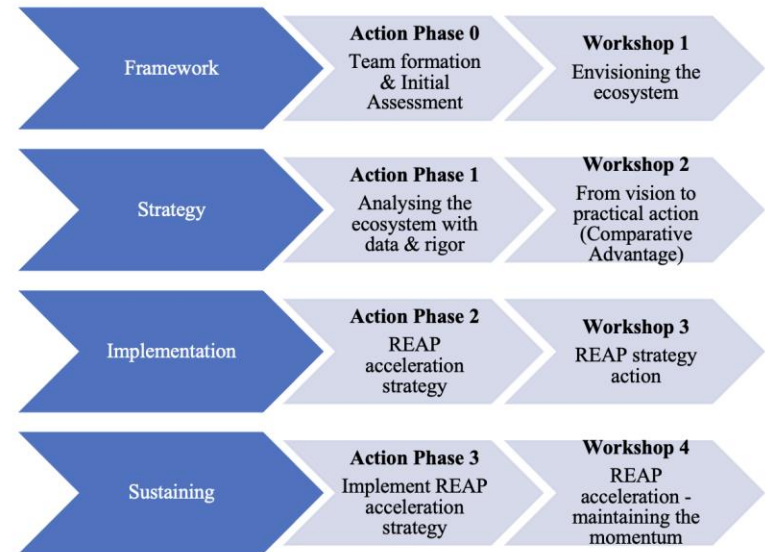 Framework
Action Phase 0
Team formation
& Initial
Assessment
Workshop 1
Envisioning the
ecosystem
Strategy
Action Phase 1
Analysing the
ecosystem with
data & rigor
Workshop 2
From vision to
practical action
(Comparative
Advantage)
Implementation
Action Phase 2
REAP
acceleration
strategy
Workshop 3
REAP strategy
action
Sustaining
Action Phase 3
Implement REAP
acceleration
strategy
Workshop 4
REAP
acceleration -
maintaining the
momentum